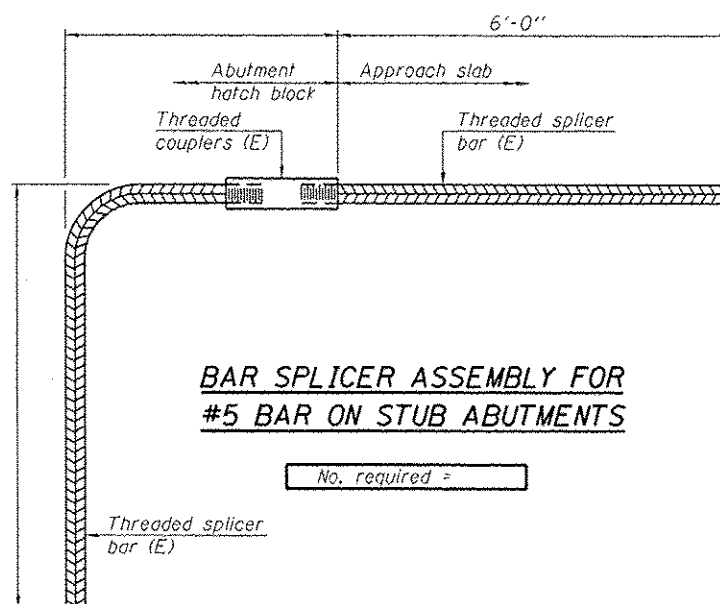 6'-0"
Abutment
hatch block
Approach slab
Threaded
couplers (E)
Threaded splicer
bar (E)
BAR SPLICER ASSEMBLY FOR
#5 BAR ON STUB ABUTMENTS
No. required =
Threaded splicer
bar (E)